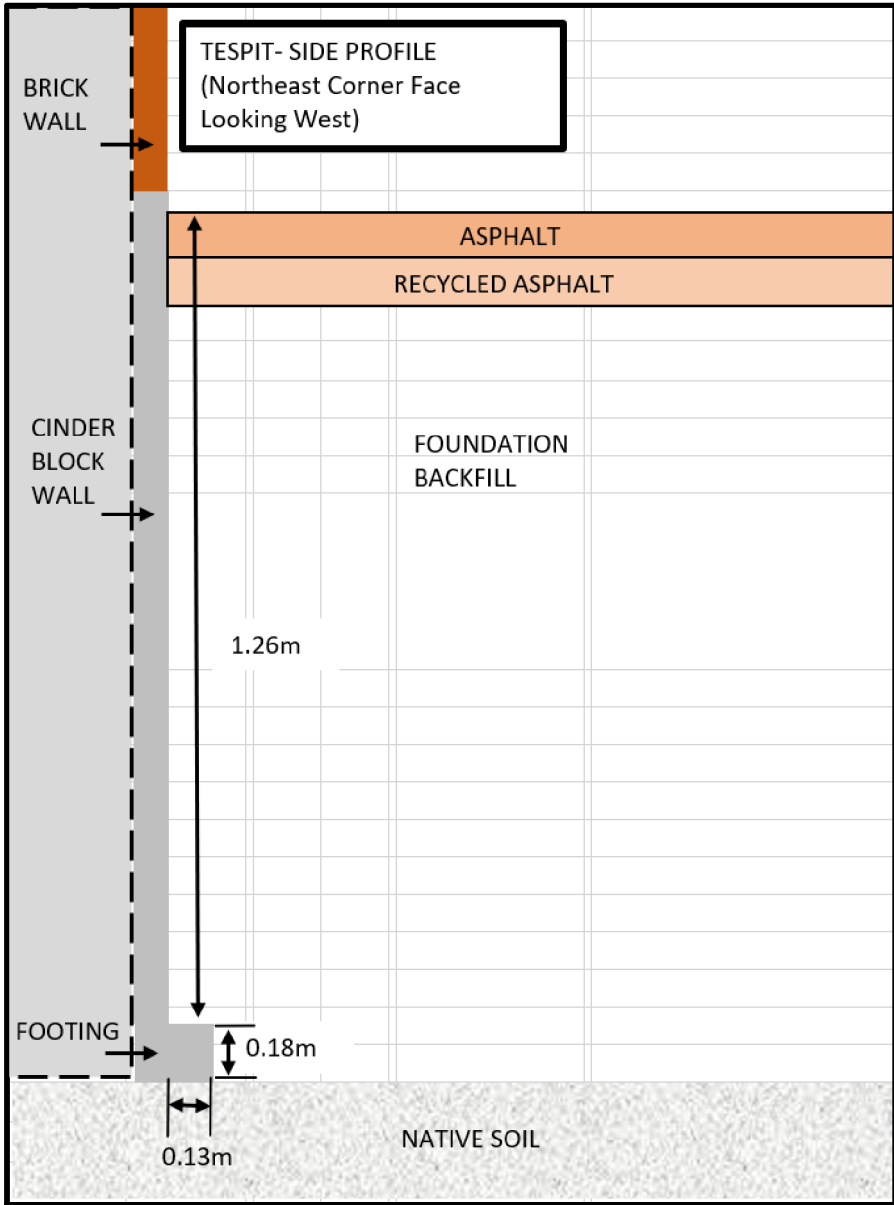 TESPIT- SIDE PROFILE
(Northeast Corner Face
Looking West)
BRICK
WALL
ASPHALT
RECYCLED ASPHALT
CINDER
BLOCK
WALL
FOUNDATION
BACKFILL
1.26m
FOOTING
0.18m
0.13m
NATIVE SOIL